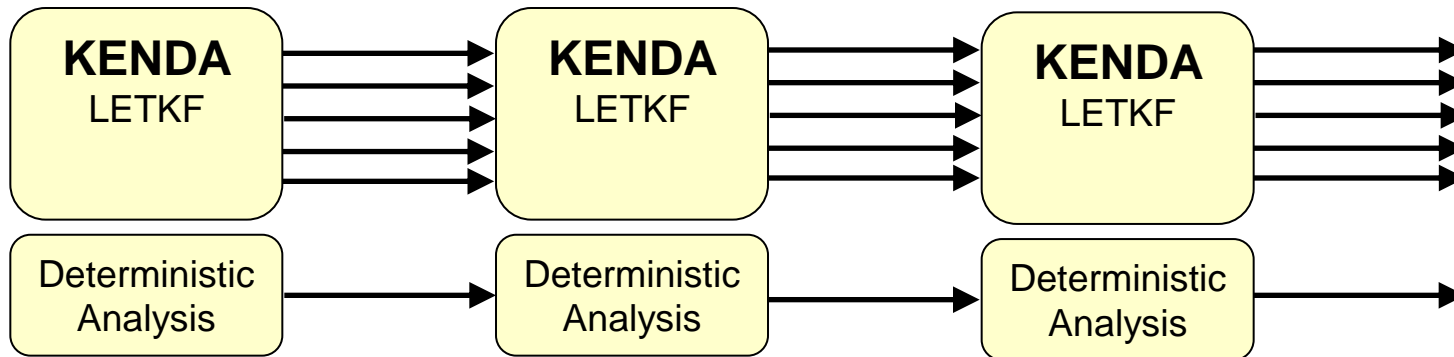 KENDA
LETKF
KENDA
LETKF
KENDA
LETKF
Deterministic
Analysis
Deterministic
Analysis
Deterministic
Analysis